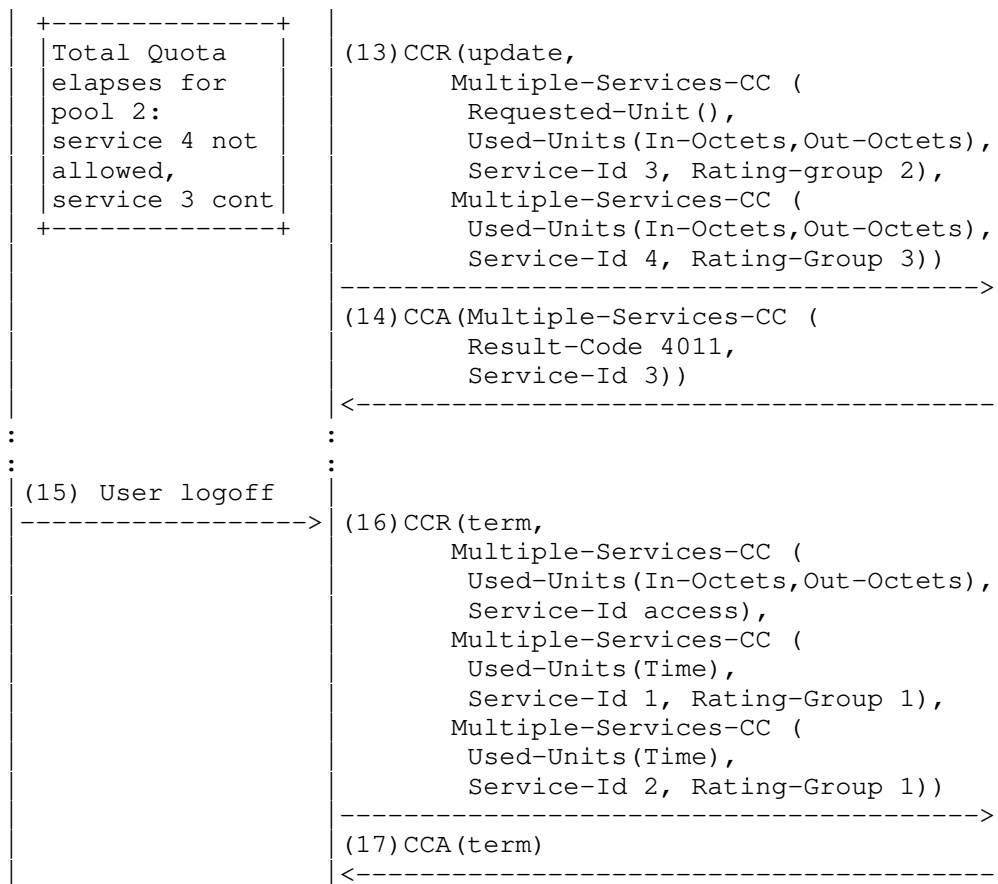 +--------------+
Total Quota (13)CCR(update,
elapses for Multiple-Services-CC (
pool 2: Requested-Unit(),
service 4 not Used-Units(In-Octets,Out-Octets),
allowed, Service-Id 3, Rating-group 2),
service 3 cont Multiple-Services-CC (
+--------------+ Used-Units(In-Octets,Out-Octets),
Service-Id 4, Rating-Group 3))
---------------------------------------->
(14)CCA(Multiple-Services-CC (
Result-Code 4011,
Service-Id 3))
<----------------------------------------
: :
: :
(15) User logoff
------------------> (16)CCR(term,
Multiple-Services-CC (
Used-Units(In-Octets,Out-Octets),
Service-Id access),
Multiple-Services-CC (
Used-Units(Time),
Service-Id 1, Rating-Group 1),
Multiple-Services-CC (
Used-Units(Time),
Service-Id 2, Rating-Group 1))
---------------------------------------->
(17)CCA(term)
<----------------------------------------